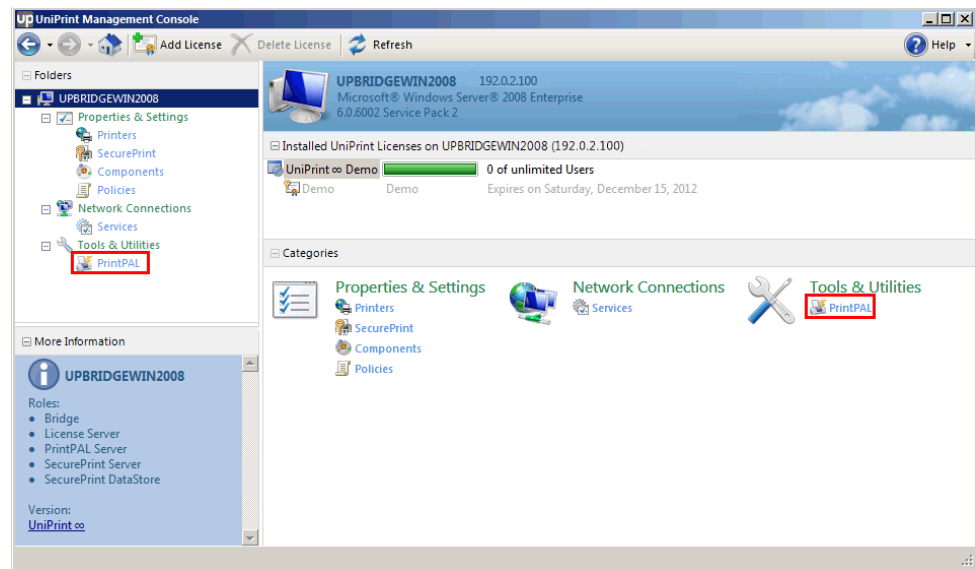 up UniPrint Management Console
Add License
Delete License
Refresh
Help
Folders
UPBRIDGEWIN2008
Properties & Settings
Printers
SecurePrint
Components
Policies
Network Connections
Services
Tools & Utilities
PrintPAL
More Information
UPBRIDGEWIN2008
Roles:
• Bridge
• License Server
• PrintPAL Server
• SecurePrint Server
• SecurePrint DataStore
Version:
UniPrint ∞
UPBRIDGEWIN2008 192.0.2.100
Microsoft® Windows Server® 2008 Enterprise
6.0.6002 Service Pack 2
Installed UniPrint Licenses on UPBRIDGEWIN2008 (192.0.2.100)
UniPrint ∞ Demo 0 of unlimited Users
Demo Demo Expires on Saturday, December 15, 2012
Categories
Properties & Settings
Printers
SecurePrint
Components
Policies
Network Connections
Services
Tools & Utilities
PrintPAL